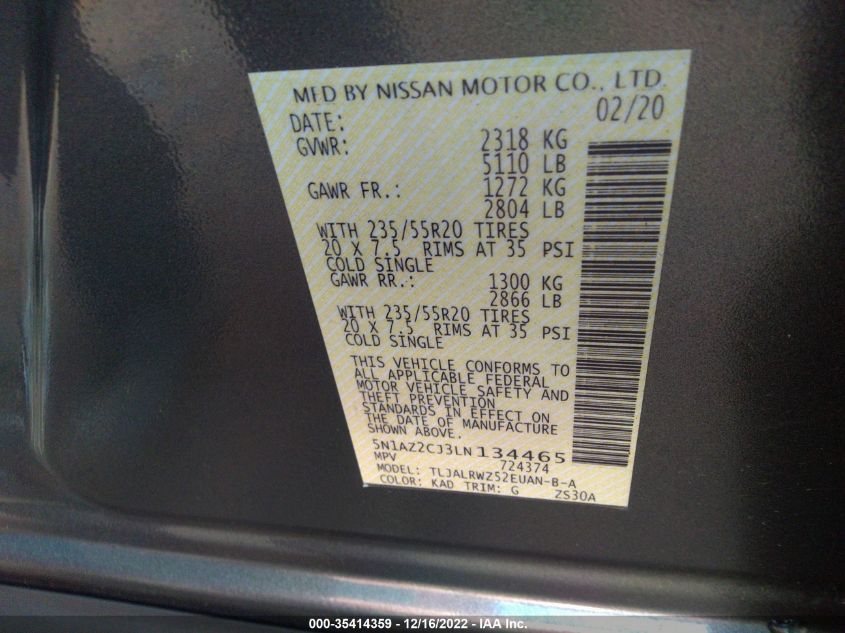 MFD BY NISSAN MOTOR CO., LTD.
DATE: 02/20
GVWR: 2318 KG
5110 LB
GAWR FR.: 1272 KG
2804 LB
WITH 235/55R20 TIRES
20 X 7.5 RIMS AT 35 PSI
COLD SINGLE
GAWR RR.: 1300 KG
2866 LB
WITH 235/55R20 TIRES
20 X 7.5 RIMS AT 35 PSI
COLD SINGLE
THIS VEHICLE CONFORMS TO
ALL APPLICABLE FEDERAL
MOTOR VEHICLE SAFETY AND
THEFT PREVENTION
STANDARDS IN EFFECT ON
THE DATE OF MANUFACTURE
SHOWN ABOVE.
5N1AZ2CJ3LN134465
MPV 724374
MODEL: TLJALRWZ52EUAN-B-A
COLOR: KAD TRIM: G ZS30A
000-35414359 - 12/16/2022 - IAA Inc.